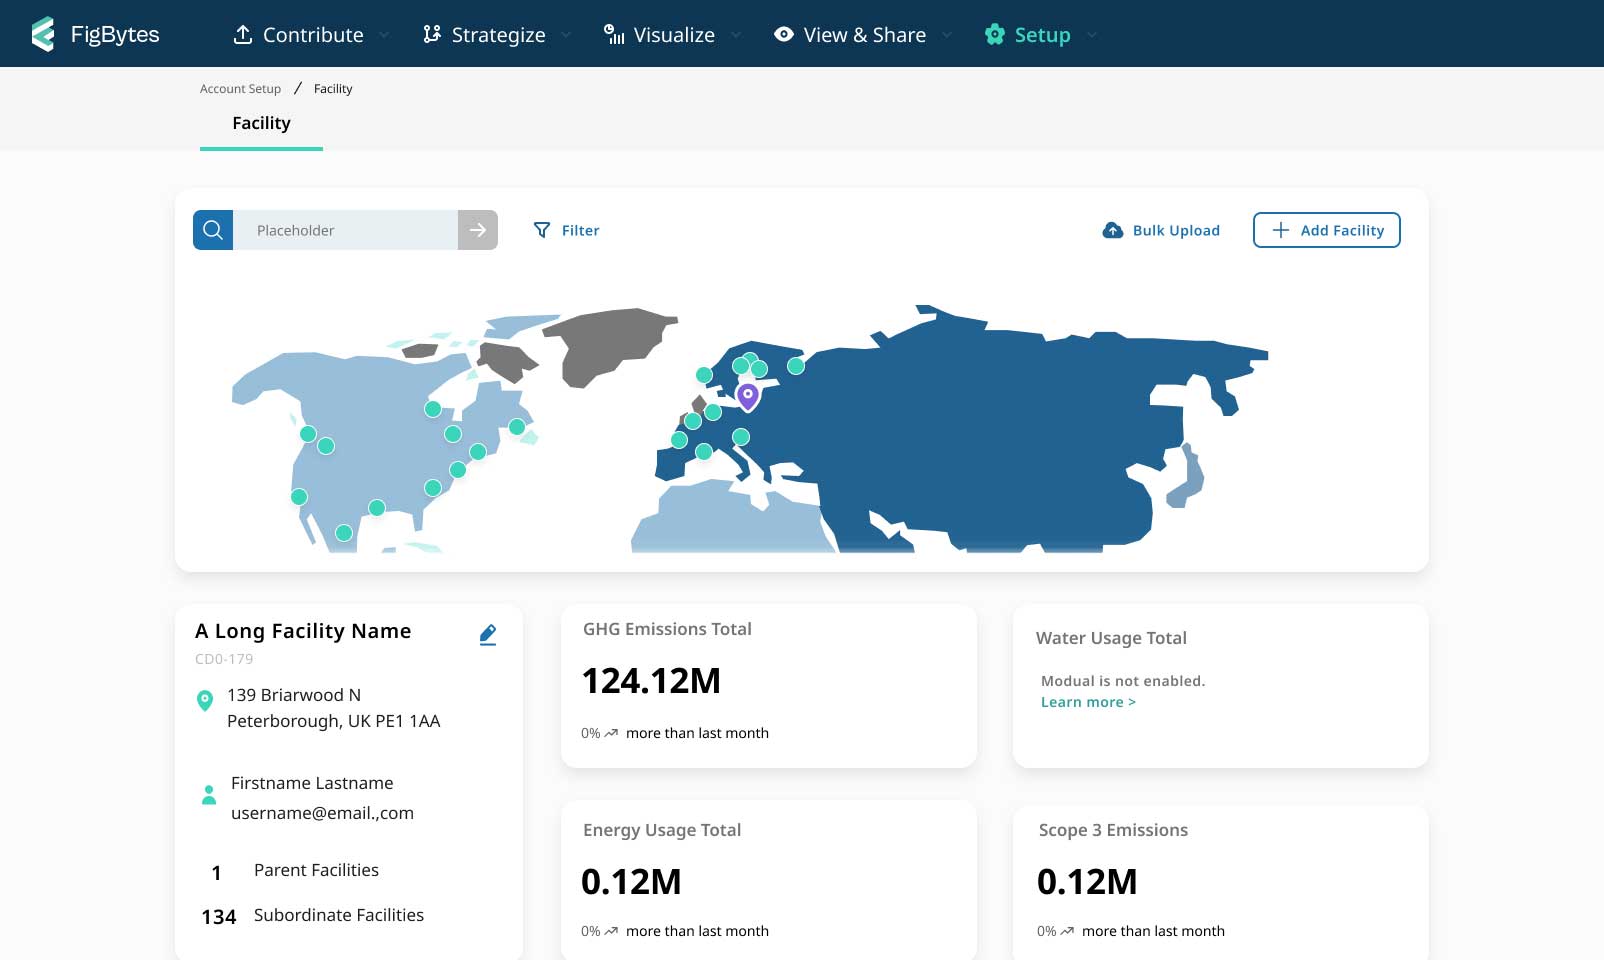 FigBytes
Contribute
Strategize
Visualize
View & Share
Setup
Account Setup / Facility
Facility
Placeholder
Filter
Bulk Upload
Add Facility
A Long Facility Name
CD0-179
139 Briarwood N
Peterborough, UK PE1 1AA
Firstname Lastname
username@email.,com
1 Parent Facilities
134 Subordinate Facilities
GHG Emissions Total
124.12M
0% more than last month
Water Usage Total
Modual is not enabled.
Learn more >
Energy Usage Total
0.12M
0% more than last month
Scope 3 Emissions
0.12M
0% more than last month